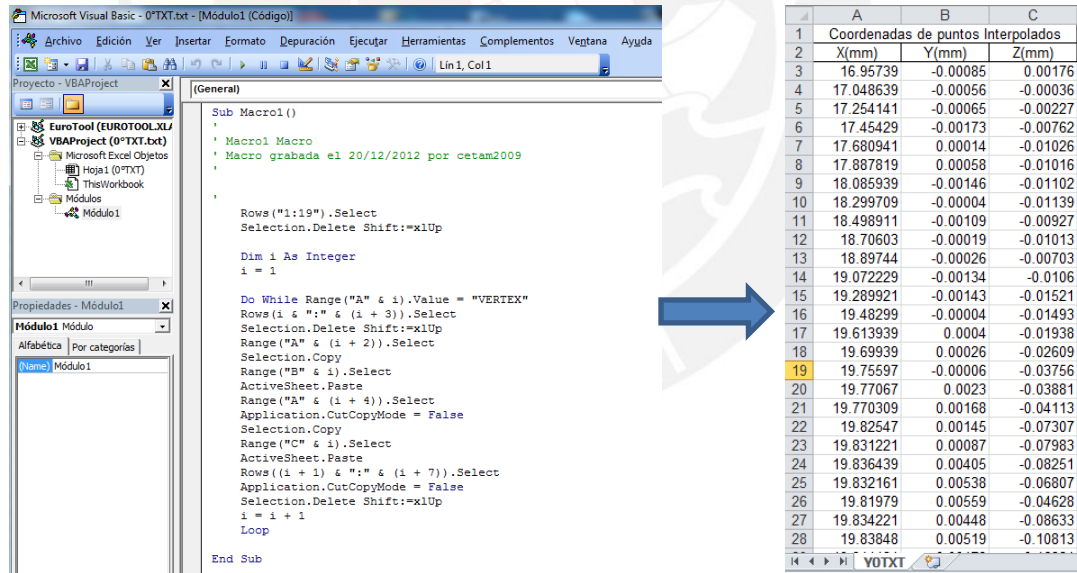 Microsoft Visual Basic - 0°TXT.txt - [Módulo1 (Código)]
Archivo Edición Ver Insertar Formato Depuración Ejecutar Herramientas Complementos Ventana Ayuda
Lín 1, Col 1
Proyecto - VBAProject
EuroTool (EUROTOOL.XLA
VBAProject (0°TXT.txt)
Microsoft Excel Objetos
Hoja1 (0°TXT)
ThisWorkbook
Módulos
Módulo1
Propiedades - Módulo1
Módulo1 Módulo
Alfabética Por categorías
(Name) Módulo1
(General)
Sub Macro1()
'
' Macro1 Macro
' Macro grabada el 20/12/2012 por cetam2009
'
'
Rows("1:19").Select
Selection.Delete Shift:=xlUp
Dim i As Integer
i = 1
Do While Range("A" & i).Value = "VERTEX"
Rows(i & ":" & (i + 3)).Select
Selection.Delete Shift:=xlUp
Range("A" & (i + 2)).Select
Selection.Copy
Range("B" & i).Select
ActiveSheet.Paste
Range("A" & (i + 4)).Select
Application.CutCopyMode = False
Selection.Copy
Range("C" & i).Select
ActiveSheet.Paste
Rows((i + 1) & ":" & (i + 7)).Select
Application.CutCopyMode = False
Selection.Delete Shift:=xlUp
i = i + 1
Loop
End Sub
A B C
1 Coordenadas de puntos Interpolados
2 X(mm) Y(mm) Z(mm)
3 16.95739 -0.00085 0.00176
4 17.048639 -0.00056 -0.00036
5 17.254141 -0.00065 -0.00227
6 17.45429 -0.00173 -0.00762
7 17.680941 0.00014 -0.01026
8 17.887819 0.00058 -0.01016
9 18.085939 -0.00146 -0.01102
10 18.299709 -0.00004 -0.01139
11 18.498911 -0.00109 -0.00927
12 18.70603 -0.00019 -0.01013
13 18.89744 -0.00026 -0.00703
14 19.072229 -0.00134 -0.0106
15 19.289921 -0.00143 -0.01521
16 19.48299 -0.00004 -0.01493
17 19.613939 0.0004 -0.01938
18 19.69939 0.00026 -0.02609
19 19.75597 -0.00006 -0.03756
20 19.77067 0.0023 -0.03881
21 19.770309 0.00168 -0.04113
22 19.82547 0.00145 -0.07307
23 19.831221 0.00087 -0.07983
24 19.836439 0.00405 -0.08251
25 19.832161 0.00538 -0.06807
26 19.81979 0.00559 -0.04628
27 19.834221 0.00448 -0.08633
28 19.83848 0.00519 -0.10813
Y0TXT